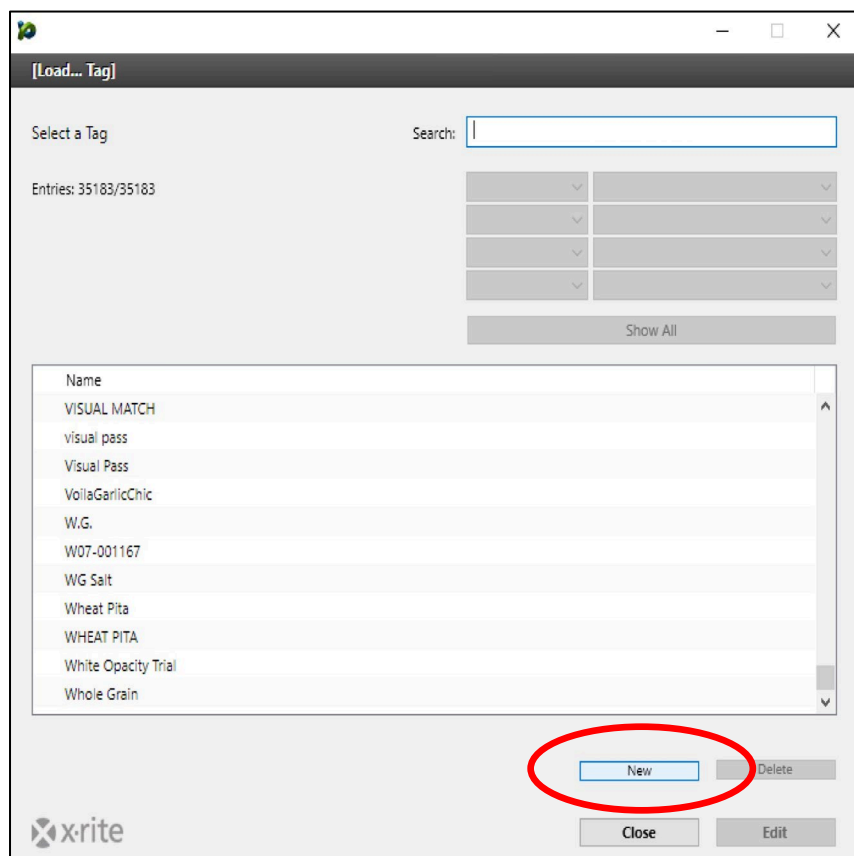 [Load... Tag]
Select a Tag Search:
Entries: 35183/35183
Show All
Name
VISUAL MATCH
visual pass
Visual Pass
VoilaGarlicChic
W.G.
W07-001167
WG Salt
Wheat Pita
WHEAT PITA
White Opacity Trial
Whole Grain
New Delete
x·rite Close Edit